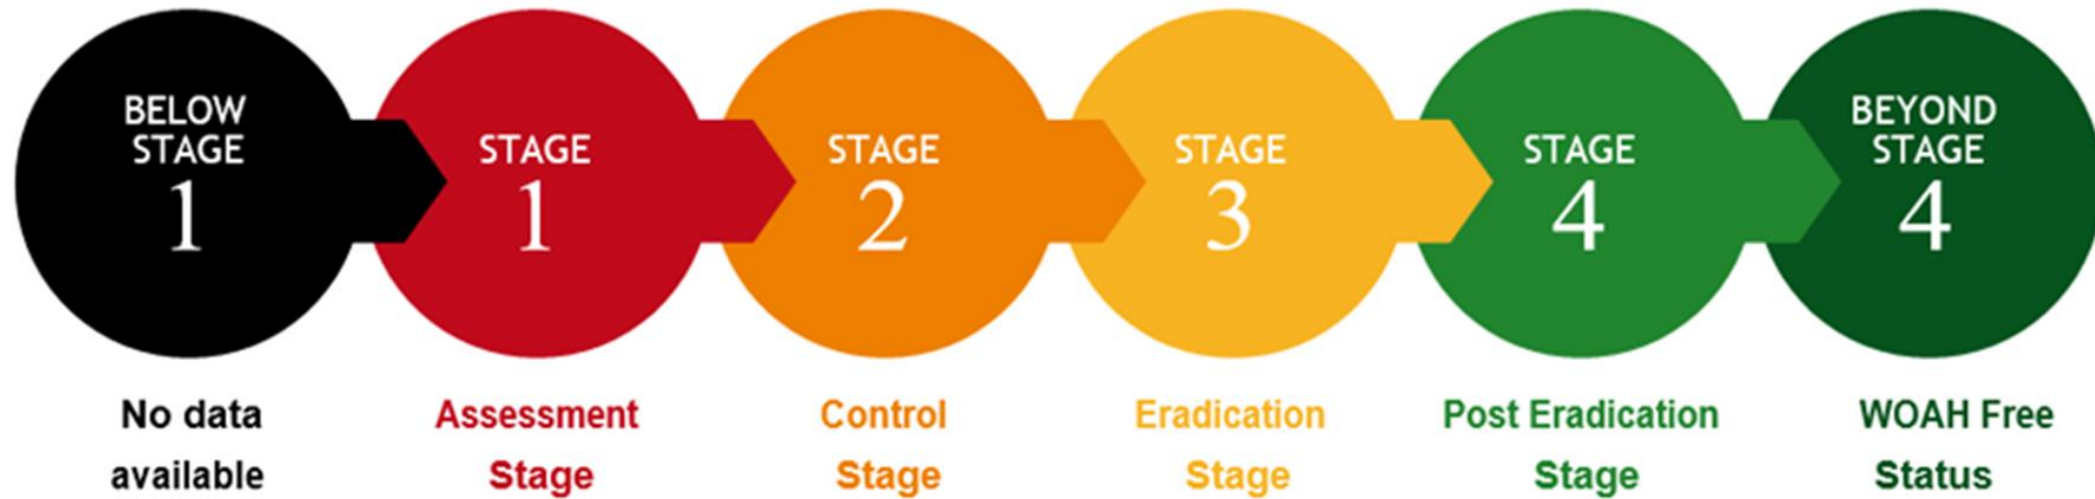 BELOW
STAGE
1
STAGE
1
STAGE
2
STAGE
3
STAGE
4
BEYOND
STAGE
4
No data
available
Assessment
Stage
Control
Stage
Eradication
Stage
Post Eradication
Stage
WOAH Free
Status